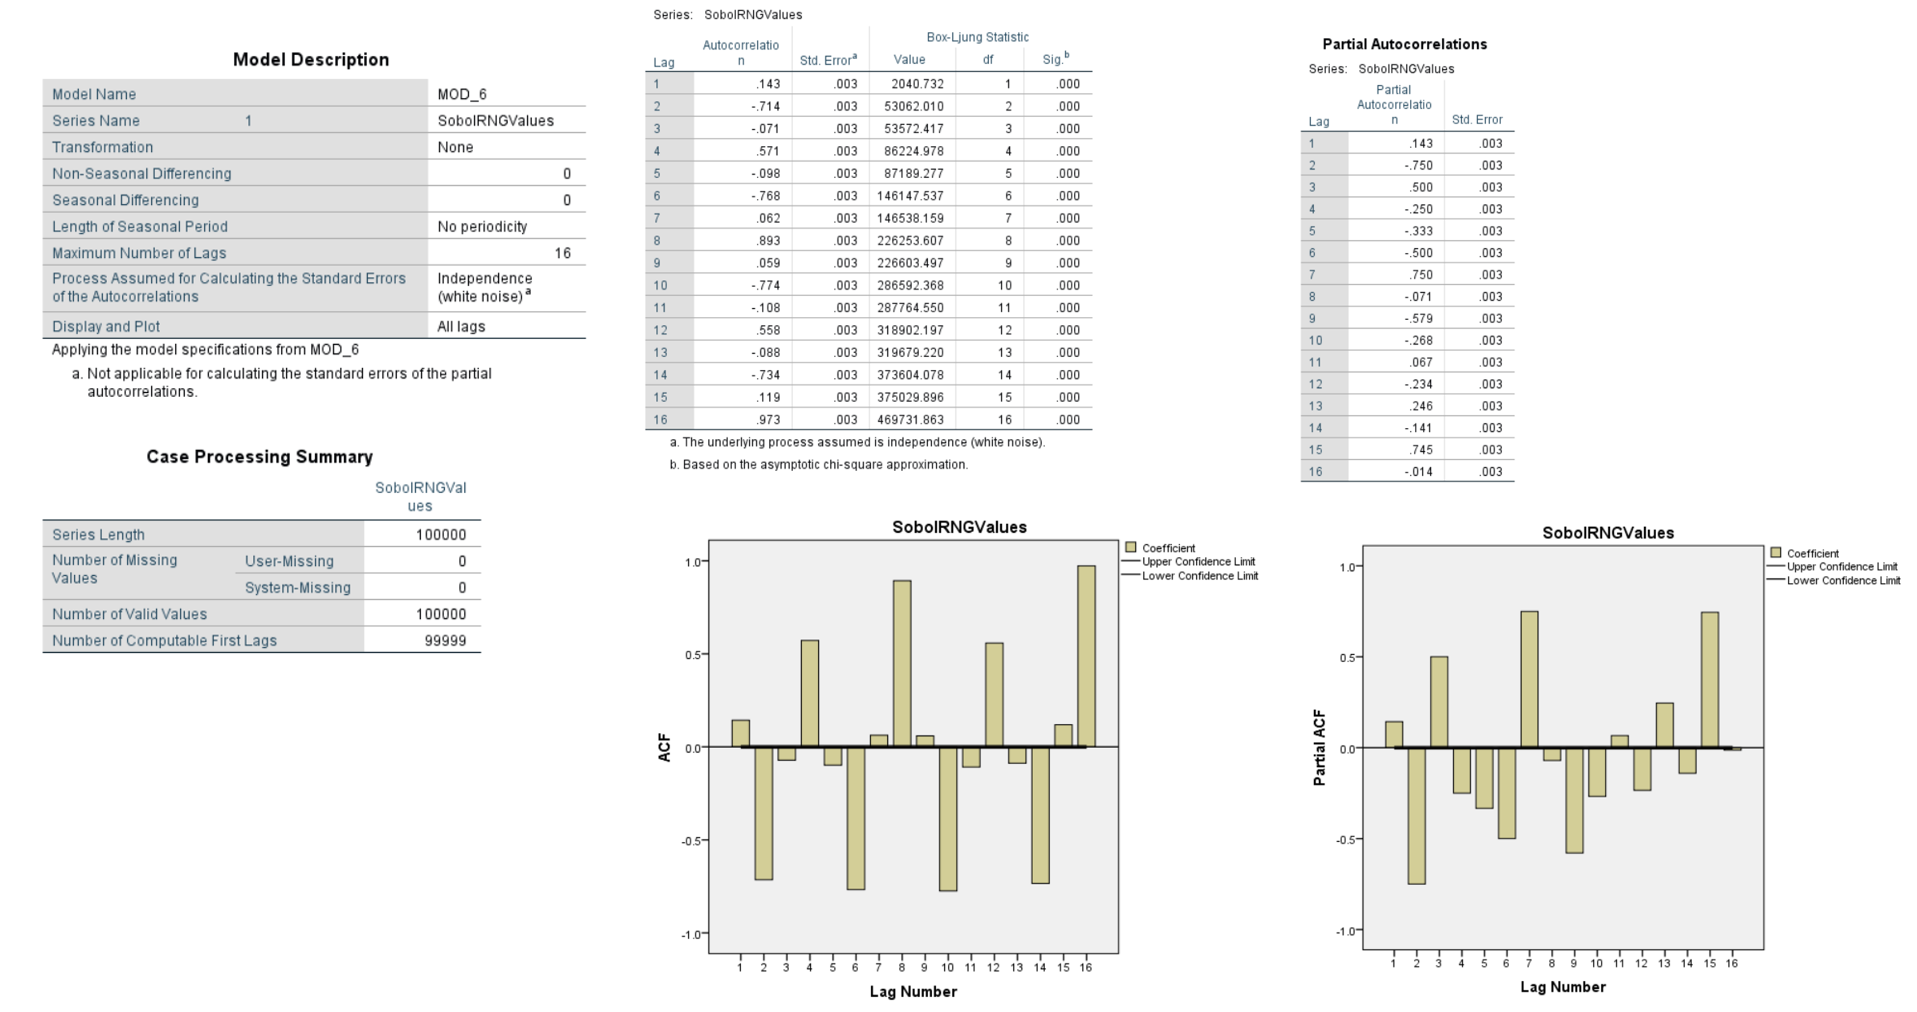 Model Description
Model Name MOD_6
Series Name 1 SobolRNGValues
Transformation None
Non-Seasonal Differencing 0
Seasonal Differencing 0
Length of Seasonal Period No periodicity
Maximum Number of Lags 16
Process Assumed for Calculating the Standard Errors Independence
of the Autocorrelations (white noise) a
Display and Plot All lags
Applying the model specifications from MOD_6
a. Not applicable for calculating the standard errors of the partial
autocorrelations.
Case Processing Summary
SobolRNGVal
ues
Series Length 100000
Number of Missing User-Missing 0
Values
System-Missing 0
Number of Valid Values 100000
Number of Computable First Lags 99999
Series: SobolRNGValues
Autocorrelatio Box-Ljung Statistic
Lag n Std. Error a Value df Sig. b
1 .143 .003 2040.732 1 .000
2 -.714 .003 53062.010 2 .000
3 -.071 .003 53572.417 3 .000
4 .571 .003 86224.978 4 .000
5 -.098 .003 87189.277 5 .000
6 -.768 .003 146147.537 6 .000
7 .062 .003 146538.159 7 .000
8 .893 .003 226253.607 8 .000
9 .059 .003 226603.497 9 .000
10 -.774 .003 286592.368 10 .000
11 -.108 .003 287764.550 11 .000
12 .558 .003 318902.197 12 .000
13 -.088 .003 319679.220 13 .000
14 -.734 .003 373604.078 14 .000
15 .119 .003 375029.896 15 .000
16 .973 .003 469731.863 16 .000
a. The underlying process assumed is independence (white noise).
b. Based on the asymptotic chi-square approximation.
Partial Autocorrelations
Series: SobolRNGValues
Partial
Autocorrelatio
Lag n Std. Error
1 .143 .003
2 -.750 .003
3 .500 .003
4 -.250 .003
5 -.333 .003
6 -.500 .003
7 .750 .003
8 -.071 .003
9 -.579 .003
10 -.268 .003
11 .067 .003
12 -.234 .003
13 .246 .003
14 -.141 .003
15 .745 .003
16 -.014 .003
SobolRNGValues
Coefficient
Upper Confidence Limit
Lower Confidence Limit
1.0
0.5
0.0
-0.5
-1.0
ACF
1 2 3 4 5 6 7 8 9 10 11 12 13 14 15 16
Lag Number
SobolRNGValues
Coefficient
Upper Confidence Limit
Lower Confidence Limit
1.0
0.5
0.0
-0.5
-1.0
Partial ACF
1 2 3 4 5 6 7 8 9 10 11 12 13 14 15 16
Lag Number